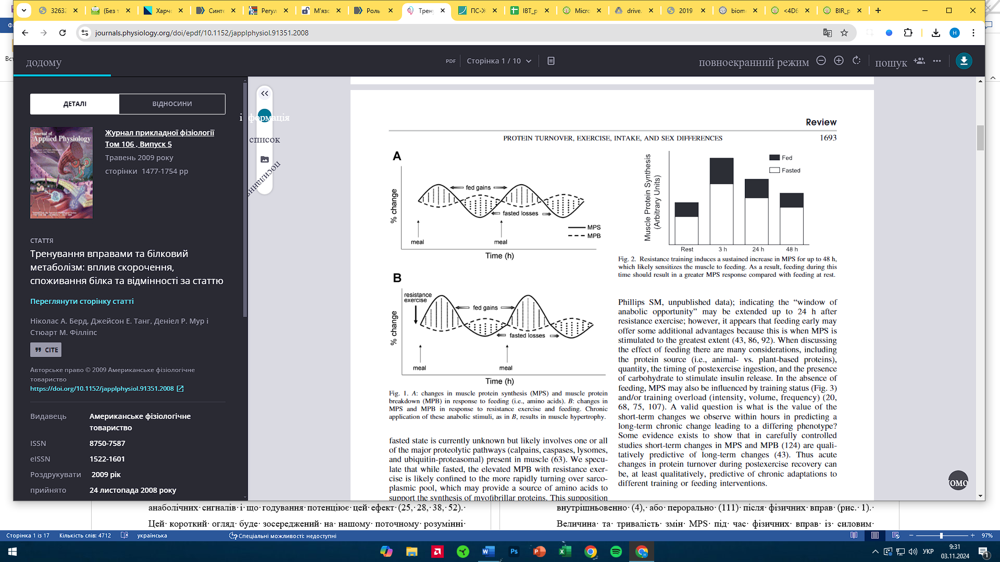 32632
(Без т
Харч
Синте
Регул
М'язо
Роль
Трен
ПС-Х
ІВТ_р
Micro
drive.
2019
biom
<4D6
BIR_p
journals.physiology.org/doi/epdf/10.1152/japplphysiol.91351.2008
H
додому
PDF
Сторінка 1 / 10
повноекранний режим
пошук
ДЕТАЛІ
ВІДНОСИНИ
Journal of
Applied Physiology
Журнал прикладної фізіології
Том 106 , Випуск 5
Травень 2009 року
сторінки 1477-1754 pp
СТАТТЯ
Тренування вправами та білковий
метаболізм: вплив скорочення,
споживання білка та відмінності за статтю
Переглянути сторінку статті
Ніколас А. Берд, Джейсон Е. Танг, Деніел Р. Мур і
Стюарт М. Філліпс
CITE
Авторське право © 2009 Американське фізіологічне
товариство
https://doi.org/10.1152/japplphysiol.91351.2008
Видавець
Американське фізіологічне
товариство
ISSN
8750-7587
eISSN
1522-1601
Роздрукувати
2009 рік
прийнято
24 листопада 2008 року
інформація
список
посилання
Review
PROTEIN TURNOVER, EXERCISE, INTAKE, AND SEX DIFFERENCES
1693
A
% change
fed gains
fasted losses
MPS
MPB
meal
meal
Time (h)
B
resistance
exercise
% change
fed gains
fasted losses
meal
meal
Time (h)
Fig. 1. A: changes in muscle protein synthesis (MPS) and muscle protein
breakdown (MPB) in response to feeding (i.e., amino acids). B: changes in
MPS and MPB in response to resistance exercise and feeding. Chronic
application of these anabolic stimuli, as in B, results in muscle hypertrophy.
fasted state is currently unknown but likely involves one or all
of the major proteolytic pathways (calpains, caspases, lysomes,
and ubiquitin-proteasomal) present in muscle (63). We specu-
late that while fasted, the elevated MPB with resistance exer-
cise is likely confined to the more rapidly turning over sarco-
plasmic pool, which may provide a source of amino acids to
support the synthesis of myofibrillar proteins. This supposition
Muscle Protein Synthesis
(Arbitrary Units)
Fed
Fasted
Rest
3 h
24 h
48 h
Fig. 2. Resistance training induces a sustained increase in MPS for up to 48 h,
which likely sensitizes the muscle to feeding. As a result, feeding during this
time should result in a greater MPS response compared with feeding at rest.
Phillips SM, unpublished data); indicating the “window of
anabolic opportunity” may be extended up to 24 h after
resistance exercise; however, it appears that feeding early may
offer some additional advantages because this is when MPS is
stimulated to the greatest extent (43, 86, 92). When discussing
the effect of feeding there are many considerations, including
the protein source (i.e., animal- vs. plant-based proteins),
quantity, the timing of postexercise ingestion, and the presence
of carbohydrate to stimulate insulin release. In the absence of
feeding, MPS may also be influenced by training status (Fig. 3)
and/or training overload (intensity, volume, frequency) (20,
68, 75, 107). A valid question is what is the value of the
short-term changes we observe within hours in predicting a
long-term chronic change leading to a differing phenotype?
Some evidence exists to show that in carefully controlled
studies short-term changes in MPS and MPB (124) are quali-
tatively predictive of long-term changes (43). Thus acute
changes in protein turnover during postexercise recovery can
be, at least qualitatively, predictive of chronic adaptations to
different training or feeding interventions.
анаболічних сигналів і що годування потенціює цей ефект (25, 28, 38, 52).
Цей короткий огляд буде зосереджений на нашому поточному розумінні
внутрішньовенно (4), або перорально (111) після фізичних вправ (рис. 1).
Величина та тривалість змін MPS під час фізичних вправ із силовим
Сторінка 1 із 17
Кількість слів: 4712
українська
Спеціальні можливості: недоступні
97%
УКР
9:31
03.11.2024
1